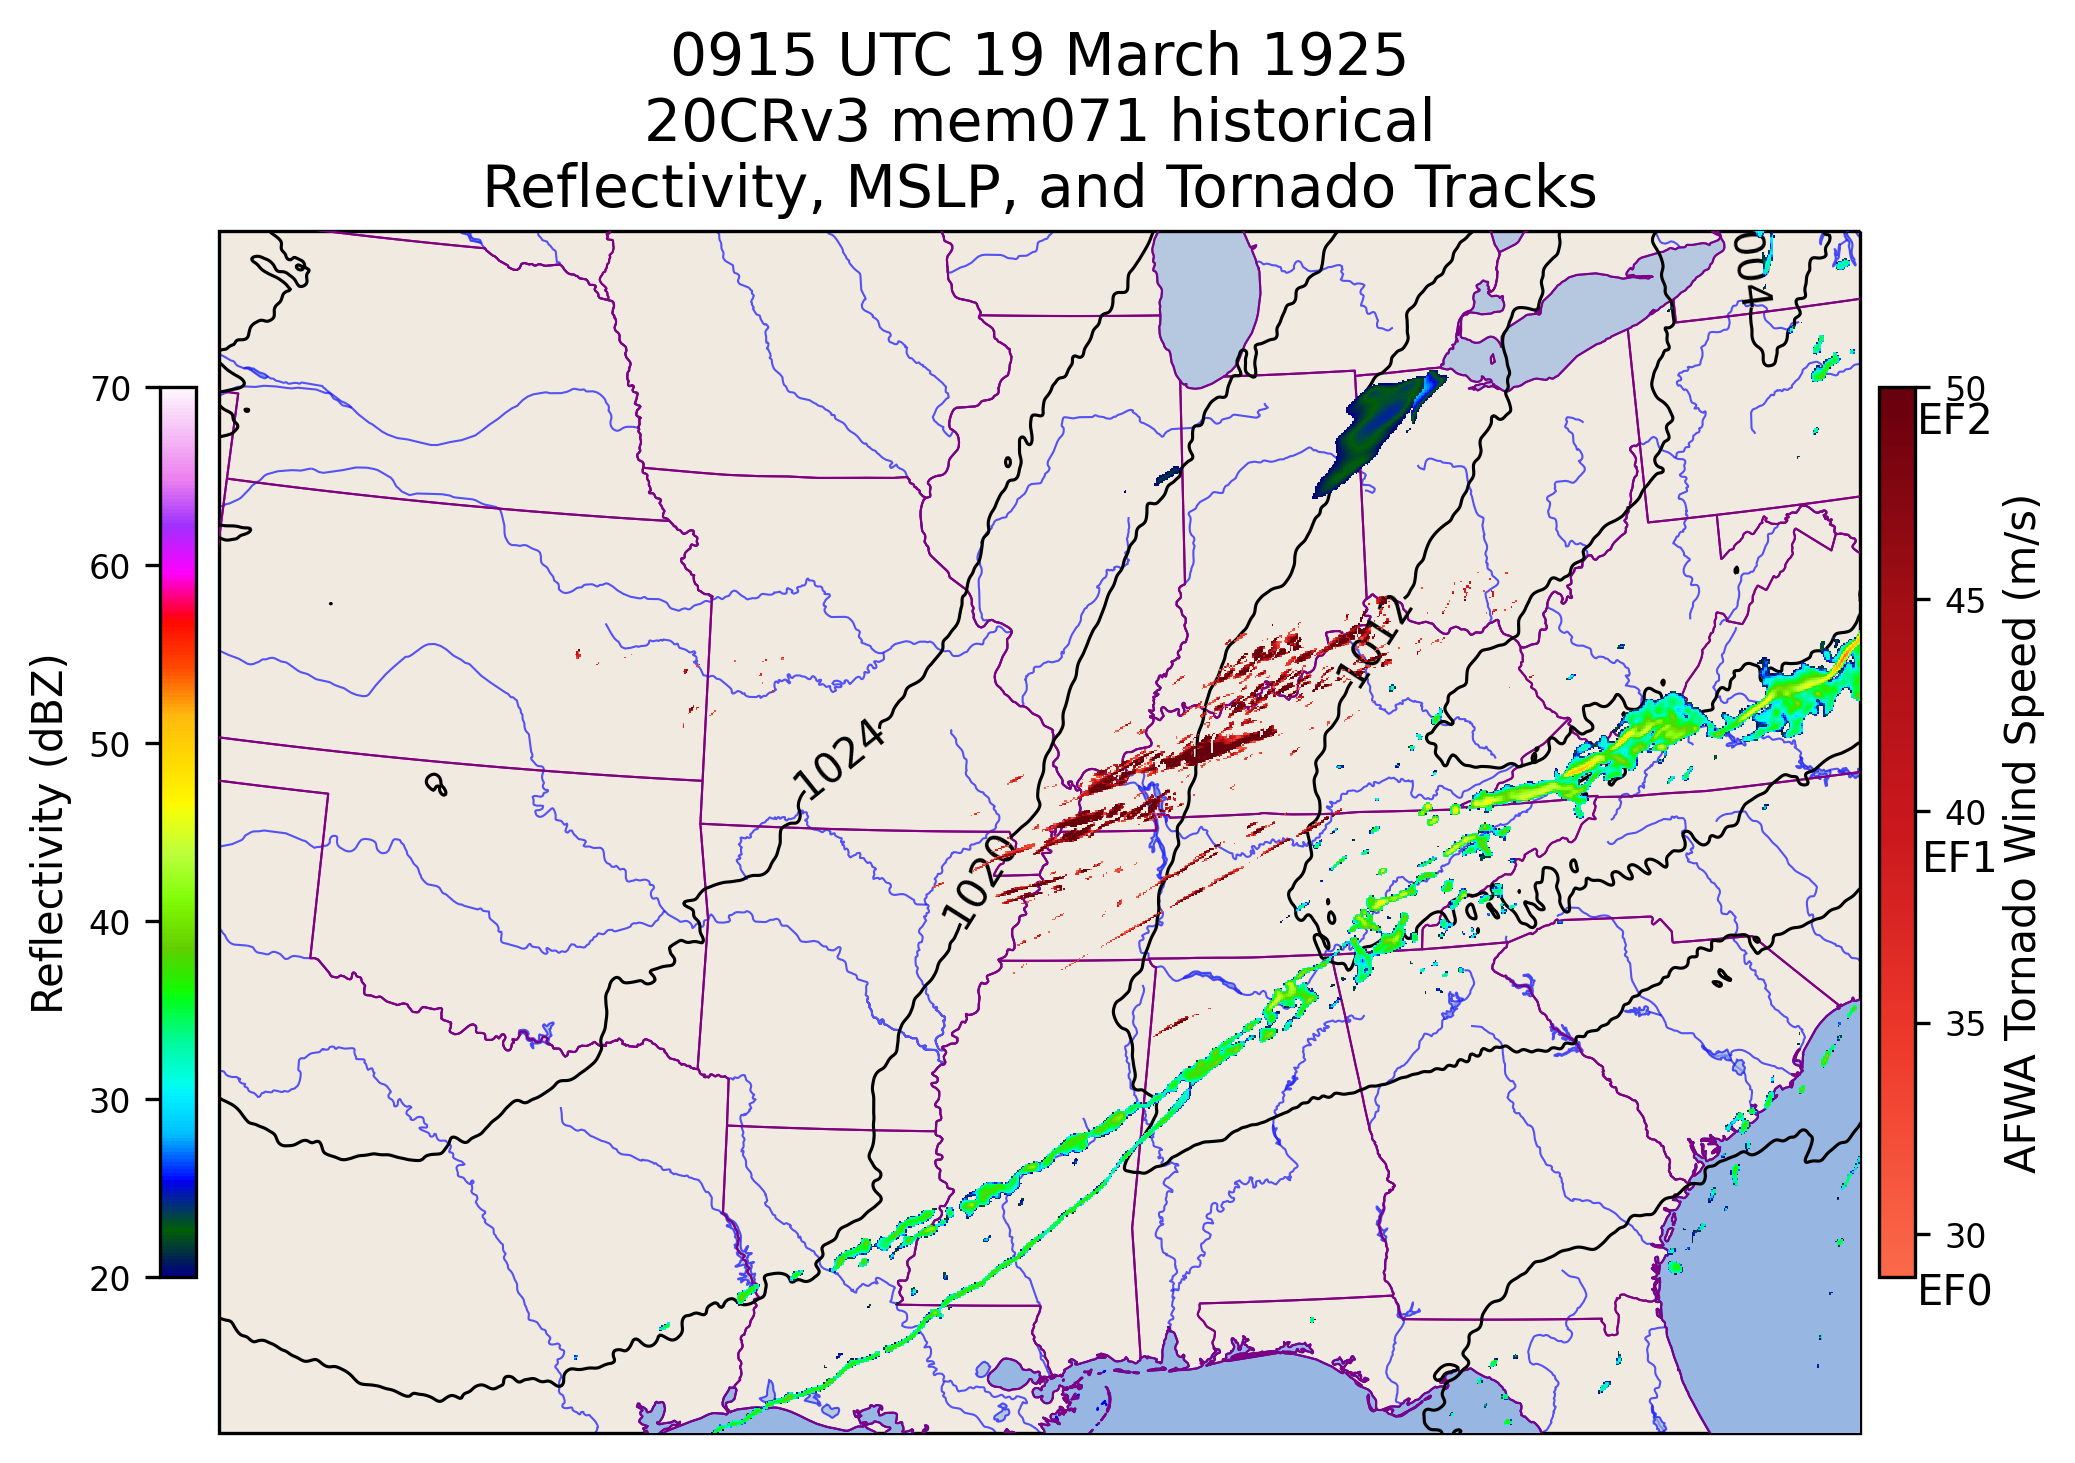 0915 UTC 19 March 1925
20CRv3 mem071 historical
Reflectivity, MSLP, and Tornado Tracks
Reflectivity (dBZ)
70
60
50
40
30
20
004
1012
1024
1020
50
EF2
45
40
EF1
35
30
EF0
AFWA Tornado Wind Speed (m/s)